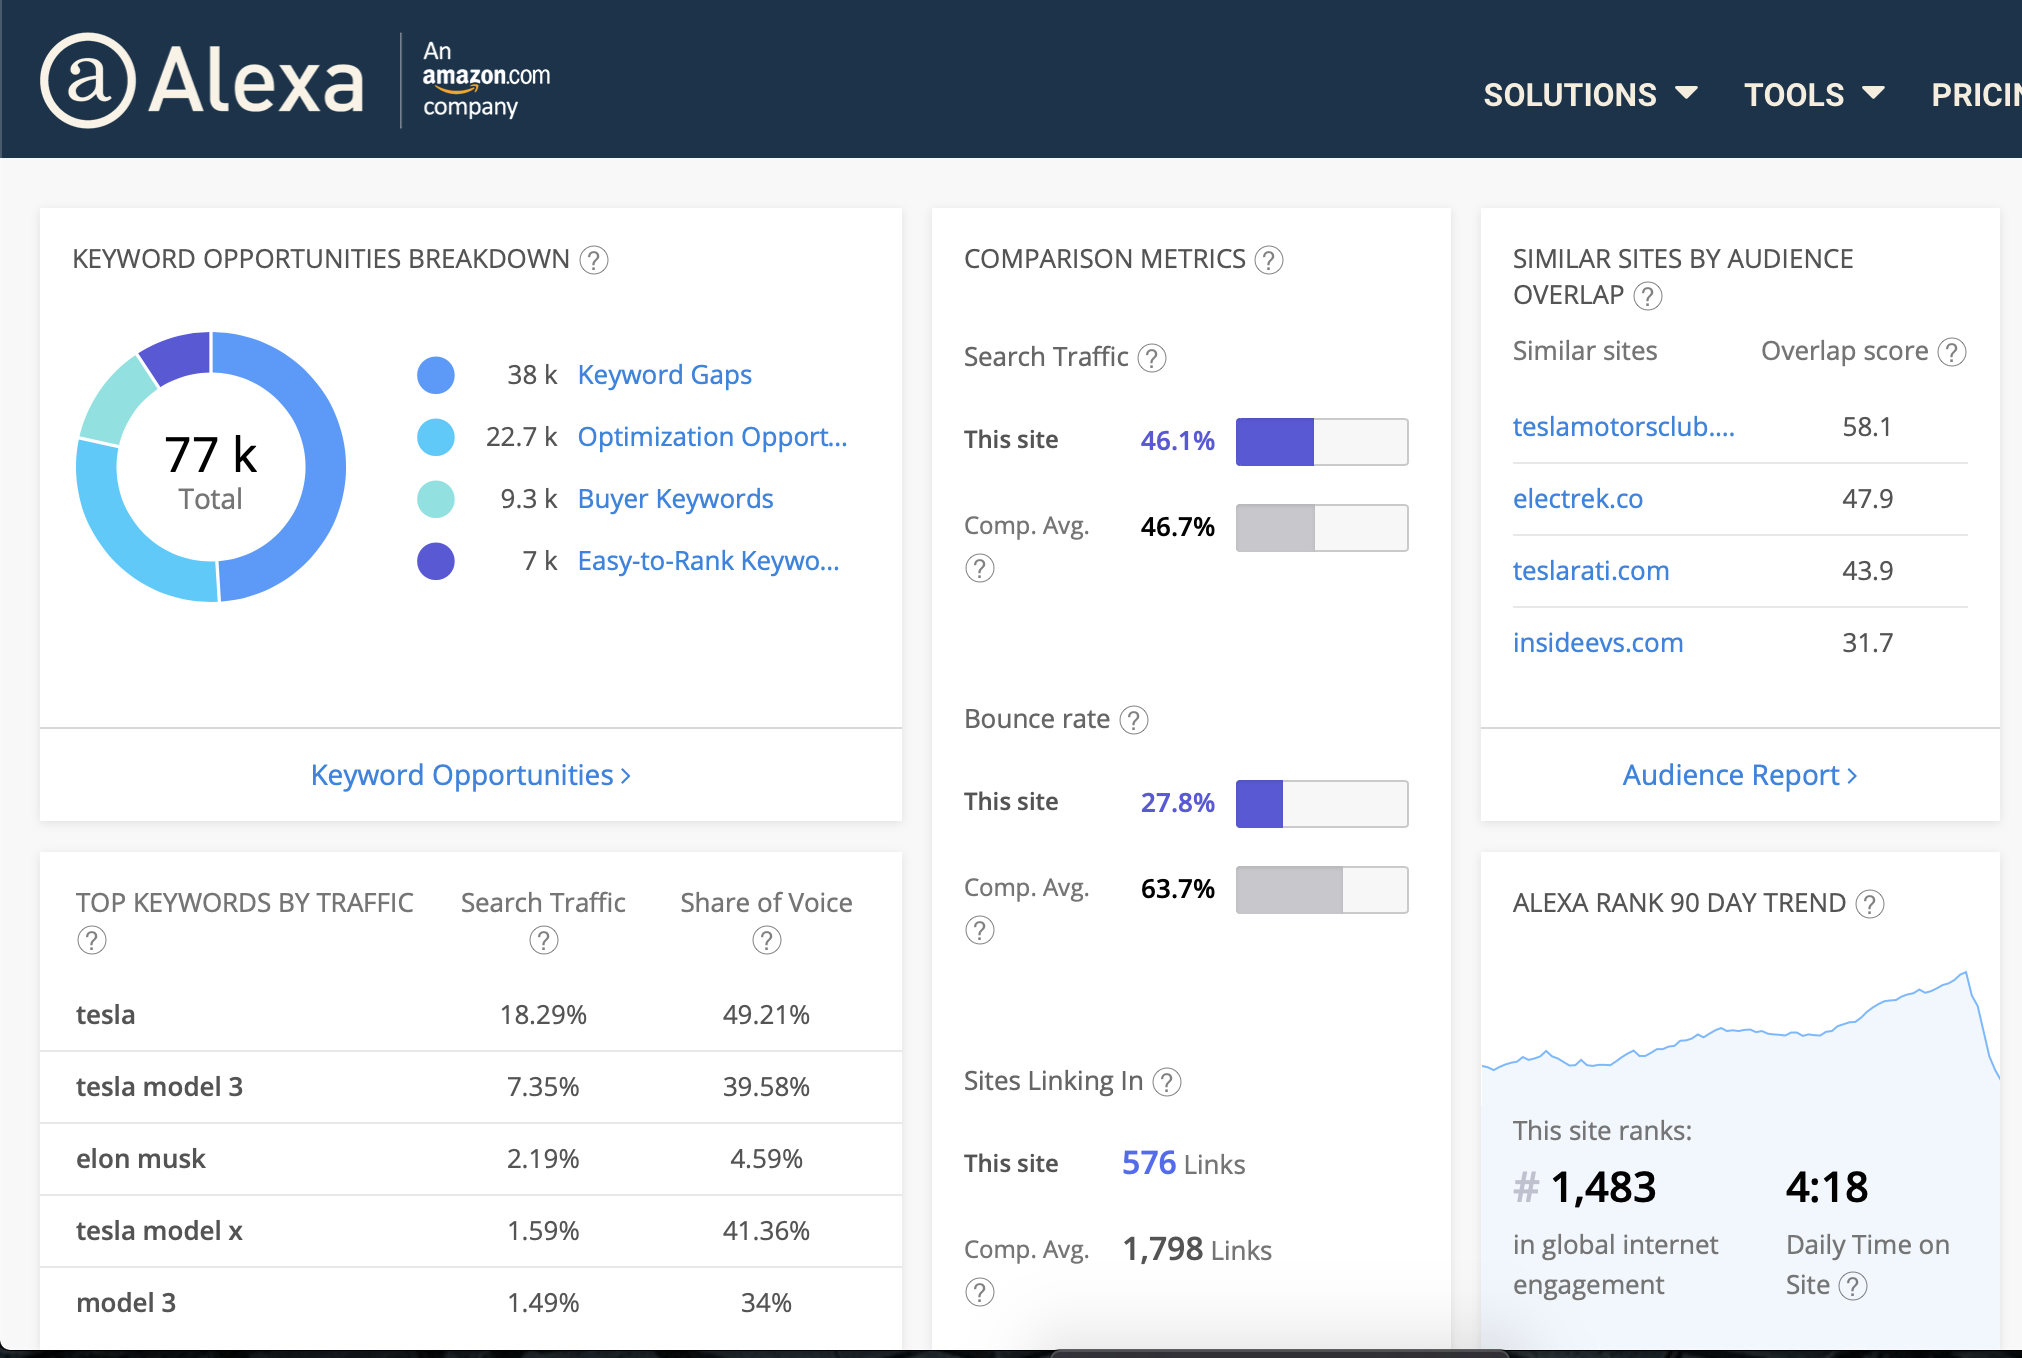 a Alexa
An
amazon.com
company
SOLUTIONS
TOOLS
KEYWORD OPPORTUNITIES BREAKDOWN ?
77 k
Total
38 k Keyword Gaps
22.7 k Optimization Opport...
9.3 k Buyer Keywords
7 k Easy-to-Rank Keywo...
Keyword Opportunities >
TOP KEYWORDS BY TRAFFIC ? Search Traffic ? Share of Voice ?
tesla 18.29% 49.21%
tesla model 3 7.35% 39.58%
elon musk 2.19% 4.59%
tesla model x 1.59% 41.36%
model 3 1.49% 34%
COMPARISON METRICS ?
Search Traffic ?
This site 46.1%
Comp. Avg. 46.7%
?
Bounce rate ?
This site 27.8%
Comp. Avg. 63.7%
?
Sites Linking In ?
This site 576 Links
Comp. Avg. 1,798 Links
?
SIMILAR SITES BY AUDIENCE
OVERLAP ?
Similar sites Overlap score ?
teslamotorsclub.... 58.1
electrek.co 47.9
teslarati.com 43.9
insideevs.com 31.7
Audience Report >
ALEXA RANK 90 DAY TREND ?
This site ranks:
# 1,483 4:18
in global internet Daily Time on
engagement Site ?